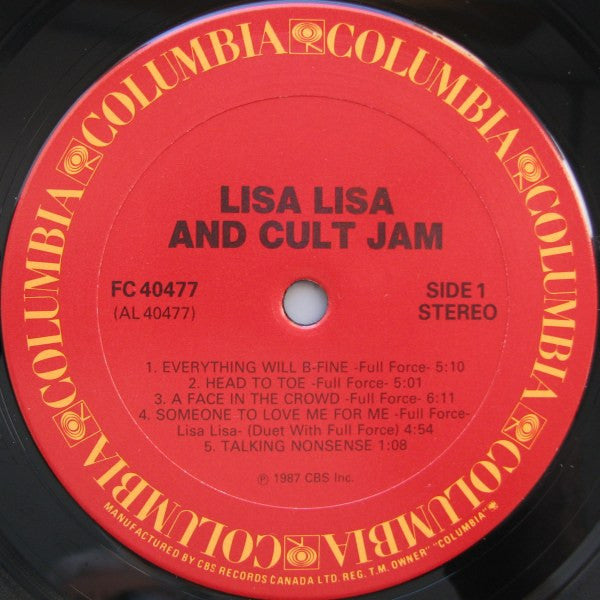 COLUMBIA COLUMBIA COLUMBIA COLUMBIA COLUMBIA COLUMBIA
LISA LISA
AND CULT JAM
FC 40477
(AL 40477)
SIDE 1
STEREO
1. EVERYTHING WILL B-FINE -Full Force- 5:10
2. HEAD TO TOE -Full Force- 5:01
3. A FACE IN THE CROWD -Full Force- 6:11
4. SOMEONE TO LOVE ME FOR ME -Full Force-
Lisa Lisa- (Duet With Full Force) 4:54
5. TALKING NONSENSE 1:08
℗ 1987 CBS Inc.
MANUFACTURED BY CBS RECORDS CANADA LTD. REG. T.M. OWNER" "COLUMBIA"